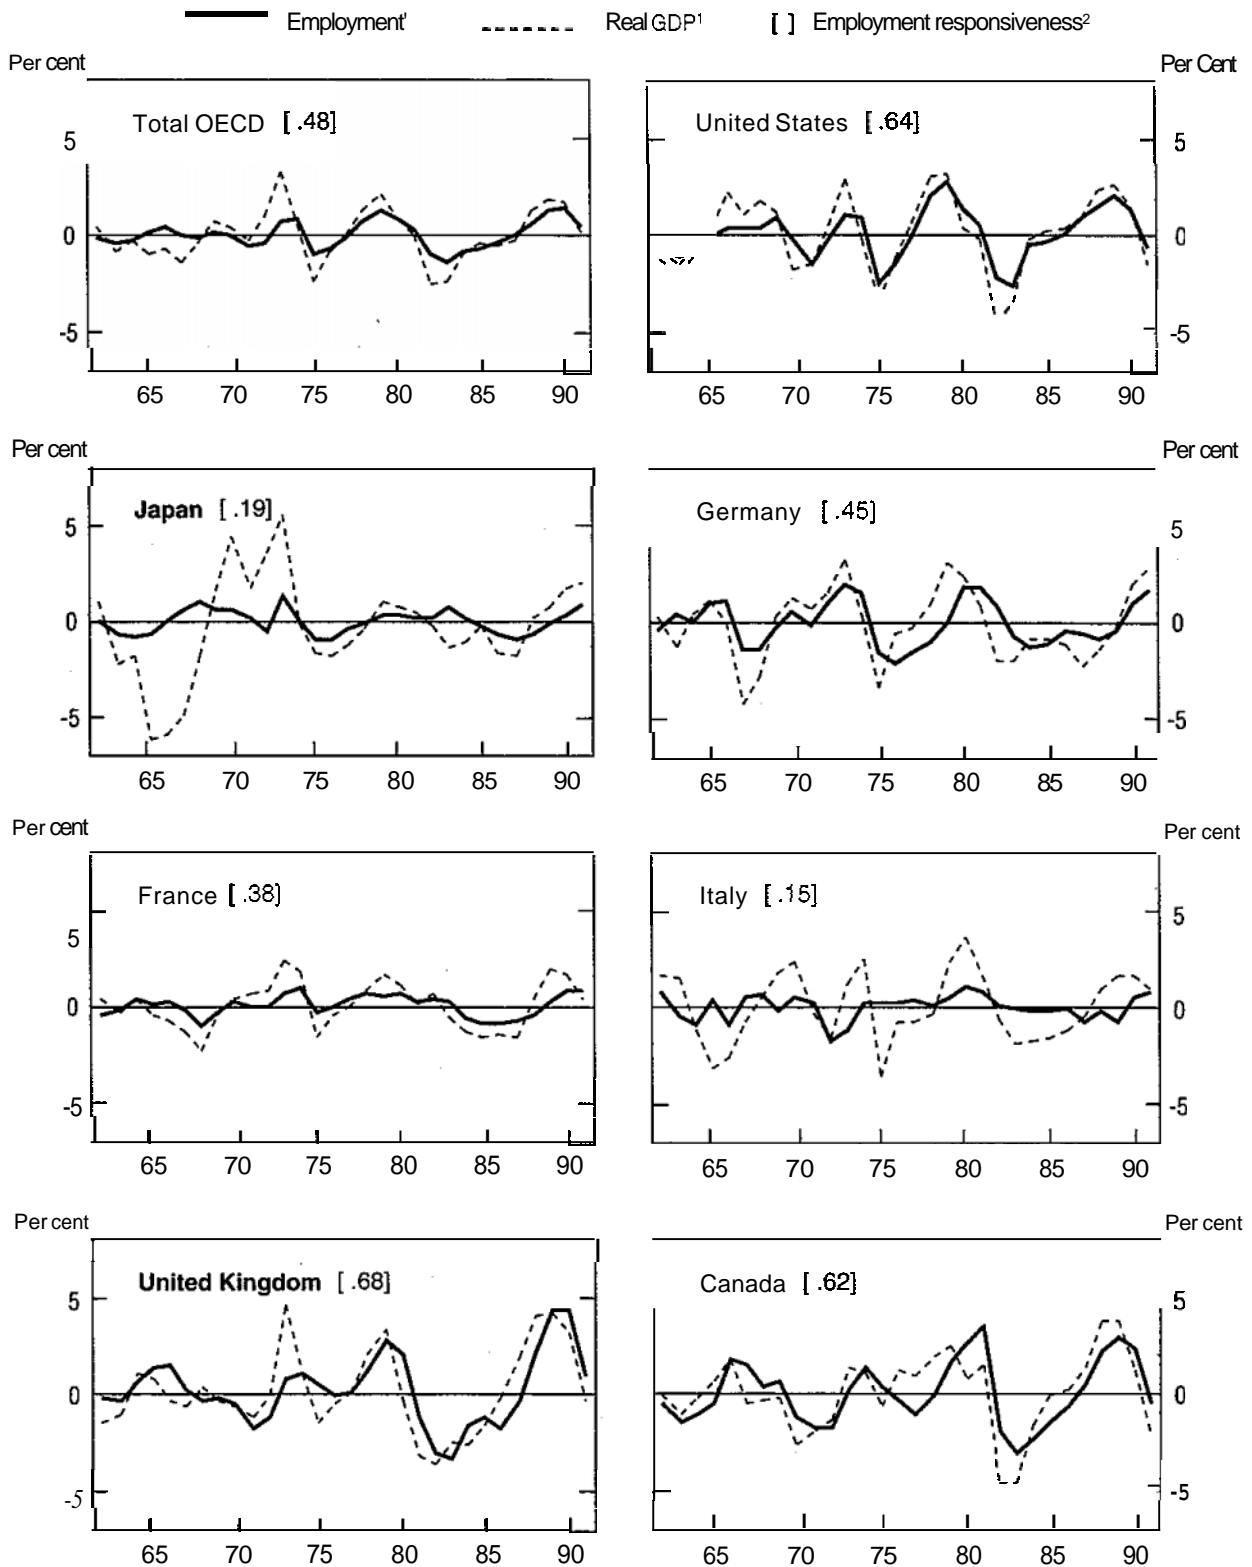 Employment' Real GDP¹ [ ] Employment responsiveness²
Per cent Per Cent
Total OECD [ .48] United States [ .64]
5 5
0 0
-5 -5
65 70 75 80 85 90 65 70 75 80 85 90
Per cent Per cent
Japan [ .19] Germany [ .45]
5 5
0 0
-5 -5
65 70 75 80 85 90 65 70 75 80 85 90
Per cent Per cent
France [ .38] Italy [ .15]
5 5
0 0
-5 -5
65 70 75 80 85 90 65 70 75 80 85 90
Per cent Per cent
United Kingdom [ .68] Canada [ .62]
5 5
0 0
-5 -5
65 70 75 80 85 90 65 70 75 80 85 90